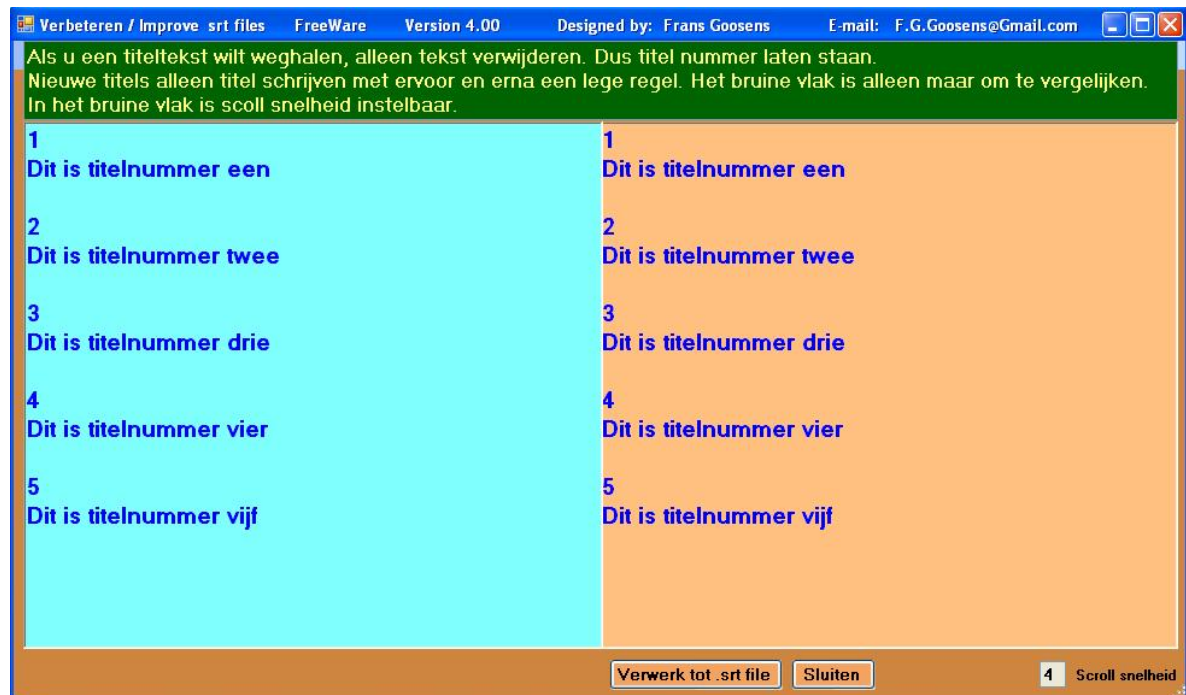 Verbeteren / Improve srt files FreeWare Version 4.00 Designed by: Frans Goosens E-mail: F.G.Goosens@Gmail.com
Als u een titeltekst wilt weghalen, alleen tekst verwijderen. Dus titel nummer laten staan.
Nieuwe titels alleen titel schrijven met ervoor en erna een lege regel. Het bruine vlak is alleen maar om te vergelijken.
In het bruine vlak is scoll snelheid instelbaar.
1
Dit is titelnummer een
2
Dit is titelnummer twee
3
Dit is titelnummer drie
4
Dit is titelnummer vier
5
Dit is titelnummer vijf
1
Dit is titelnummer een
2
Dit is titelnummer twee
3
Dit is titelnummer drie
4
Dit is titelnummer vier
5
Dit is titelnummer vijf
Verwerk tot .srt file Sluiten 4 Scroll snelheid